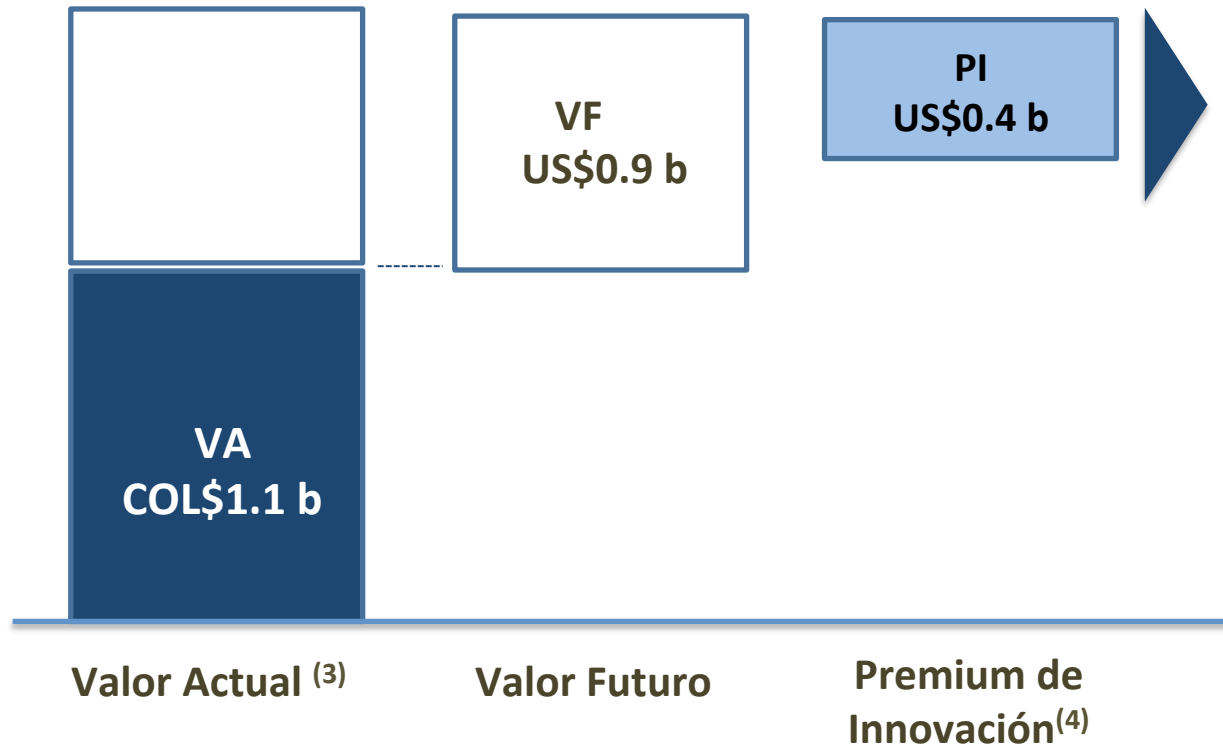 PI
US$0.4 b
VF
US$0.9 b
VA
COL$1.1 b
Valor Actual (3)
Valor Futuro
Premium de
Innovación(4)